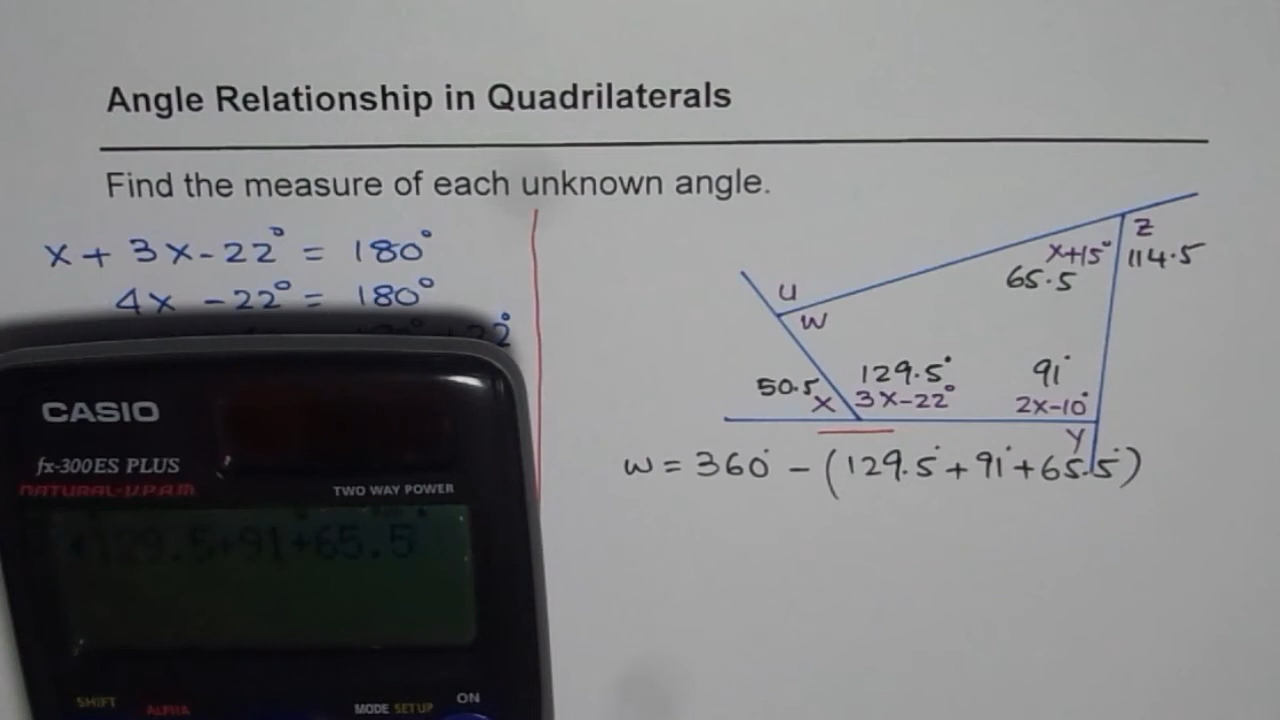 Angle Relationship in Quadrilaterals
Find the measure of each unknown angle.
x + 3x - 22° = 180°
4x - 22° = 180°
CASIO
fx-300ES PLUS
NATURAL-V.P.A.M.
TWO WAY POWER
129.5+91+65.5
SHIFT ALPHA MODE SETUP ON
z
x+15° 114.5
65.5
u
w
129.5° 91°
50.5 x 3x-22° 2x-10°
y
w = 360° - (129.5° + 91° + 65.5°)